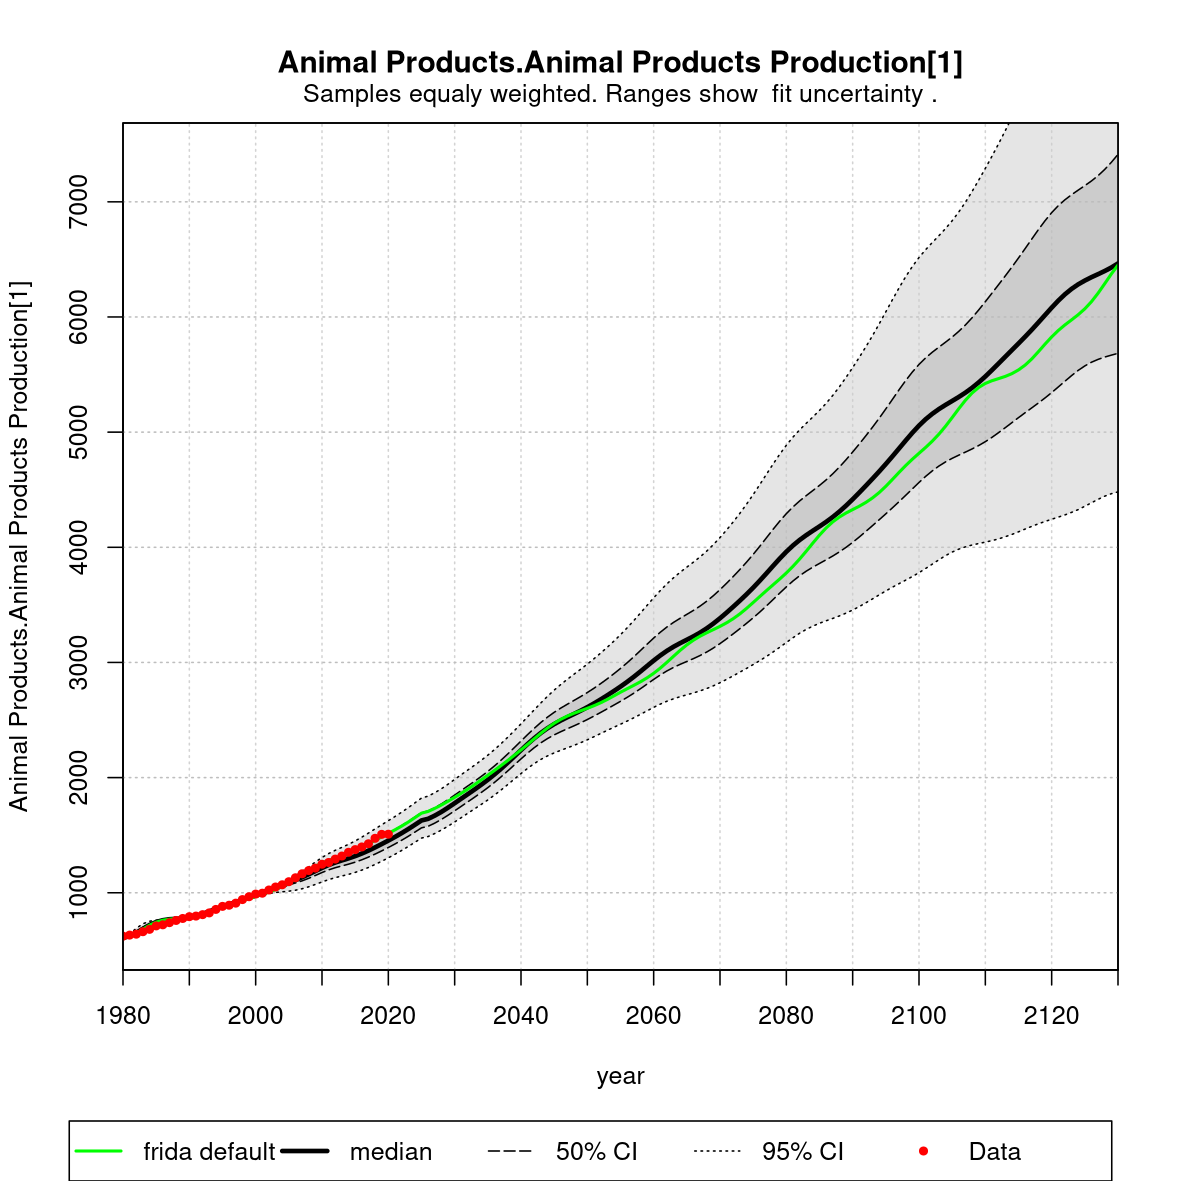 Animal Products.Animal Products Production[1]
Samples equaly weighted. Ranges show  fit uncertainty .
Animal Products.Animal Products Production[1]
7000
6000
5000
4000
3000
2000
1000
1980 2000 2020 2040 2060 2080 2100 2120
year
frida default median 50% CI 95% CI Data